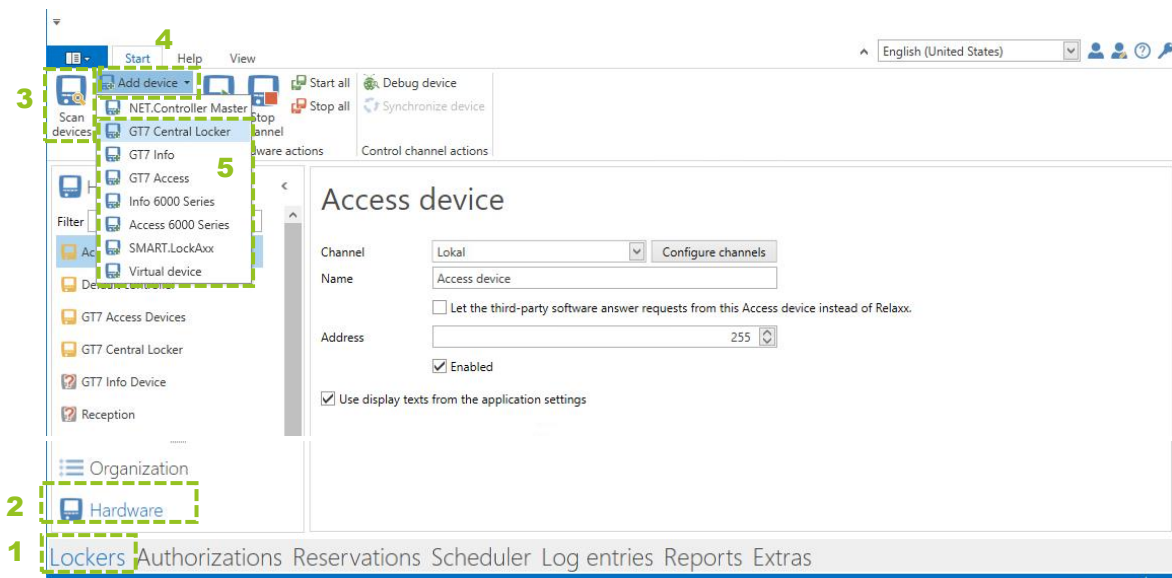 4
Start Help View English (United States)
3
Add device Start all Debug device
Scan devices NET.Controller Master Stop Stop all Synchronize device
GT7 Central Locker
GT7 Info Control channel actions
5
GT7 Access
Info 6000 Series
Access 6000 Series
SMART.LockAxx
Virtual device
Filter
GT7 Access Devices
GT7 Central Locker
GT7 Info Device
Reception
Access device
Channel Lokal Configure channels
Name Access device
Let the third-party software answer requests from this Access device instead of Relaxx.
Address 255
Enabled
Use display texts from the application settings
Organization
2 Hardware
1 Lockers Authorizations Reservations Scheduler Log entries Reports Extras